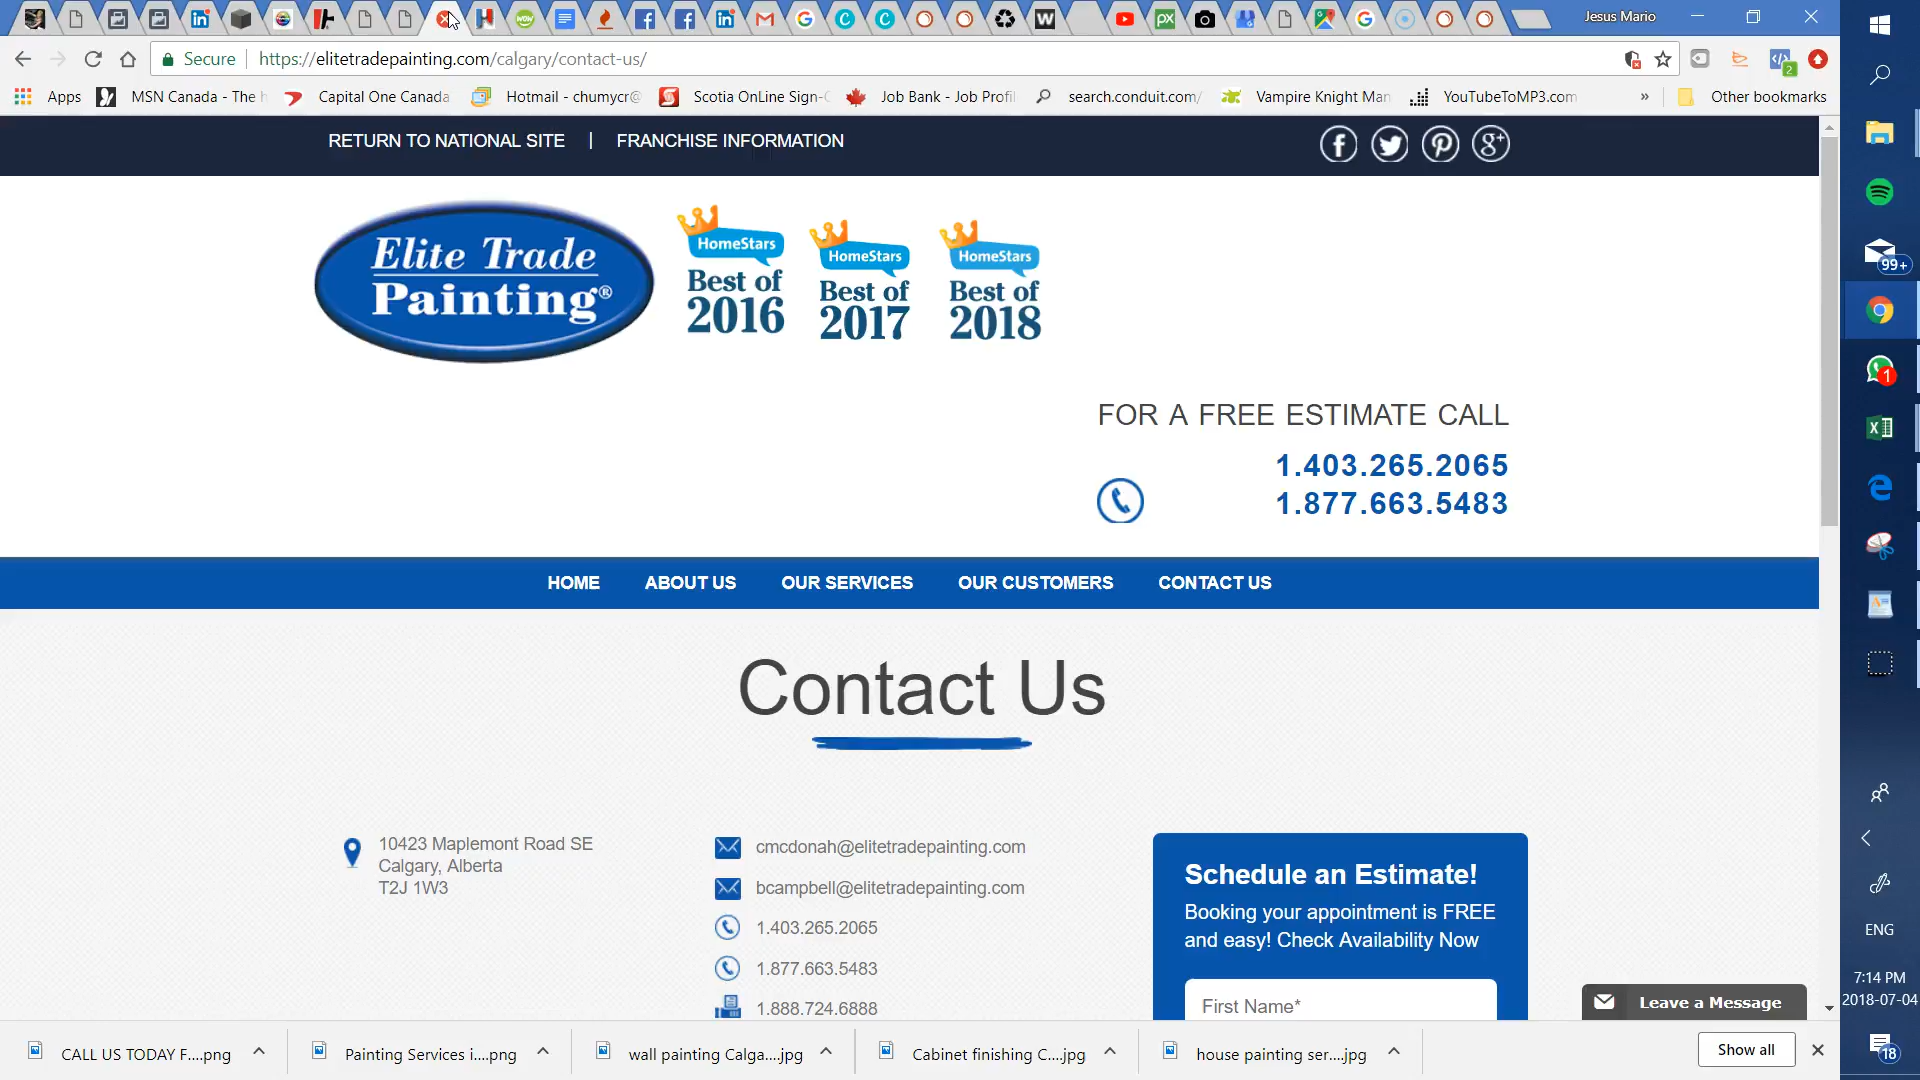 Jesus Mario
Secure
https://elitetradepainting.com/calgary/contact-us/
2
Apps
MSN Canada - The h
Capital One Canada
Hotmail - chumycr@
Scotia OnLine Sign-
Job Bank - Job Profi
search.conduit.com/
Vampire Knight Man
YouTubeToMP3.com
»
Other bookmarks
RETURN TO NATIONAL SITE | FRANCHISE INFORMATION
Elite Trade
Painting®
HomeStars
Best of
2016
HomeStars
Best of
2017
HomeStars
Best of
2018
FOR A FREE ESTIMATE CALL
1.403.265.2065
1.877.663.5483
HOME
ABOUT US
OUR SERVICES
OUR CUSTOMERS
CONTACT US
Contact Us
10423 Maplemont Road SE
Calgary, Alberta
T2J 1W3
cmcdonah@elitetradepainting.com
bcampbell@elitetradepainting.com
1.403.265.2065
1.877.663.5483
1.888.724.6888
Schedule an Estimate!
Booking your appointment is FREE
and easy! Check Availability Now
First Name*
Leave a Message
CALL US TODAY F....png
Painting Services i....png
wall painting Calga....jpg
Cabinet finishing C....jpg
house painting ser....jpg
Show all
99+
1
ENG
7:14 PM
2018-07-04
18